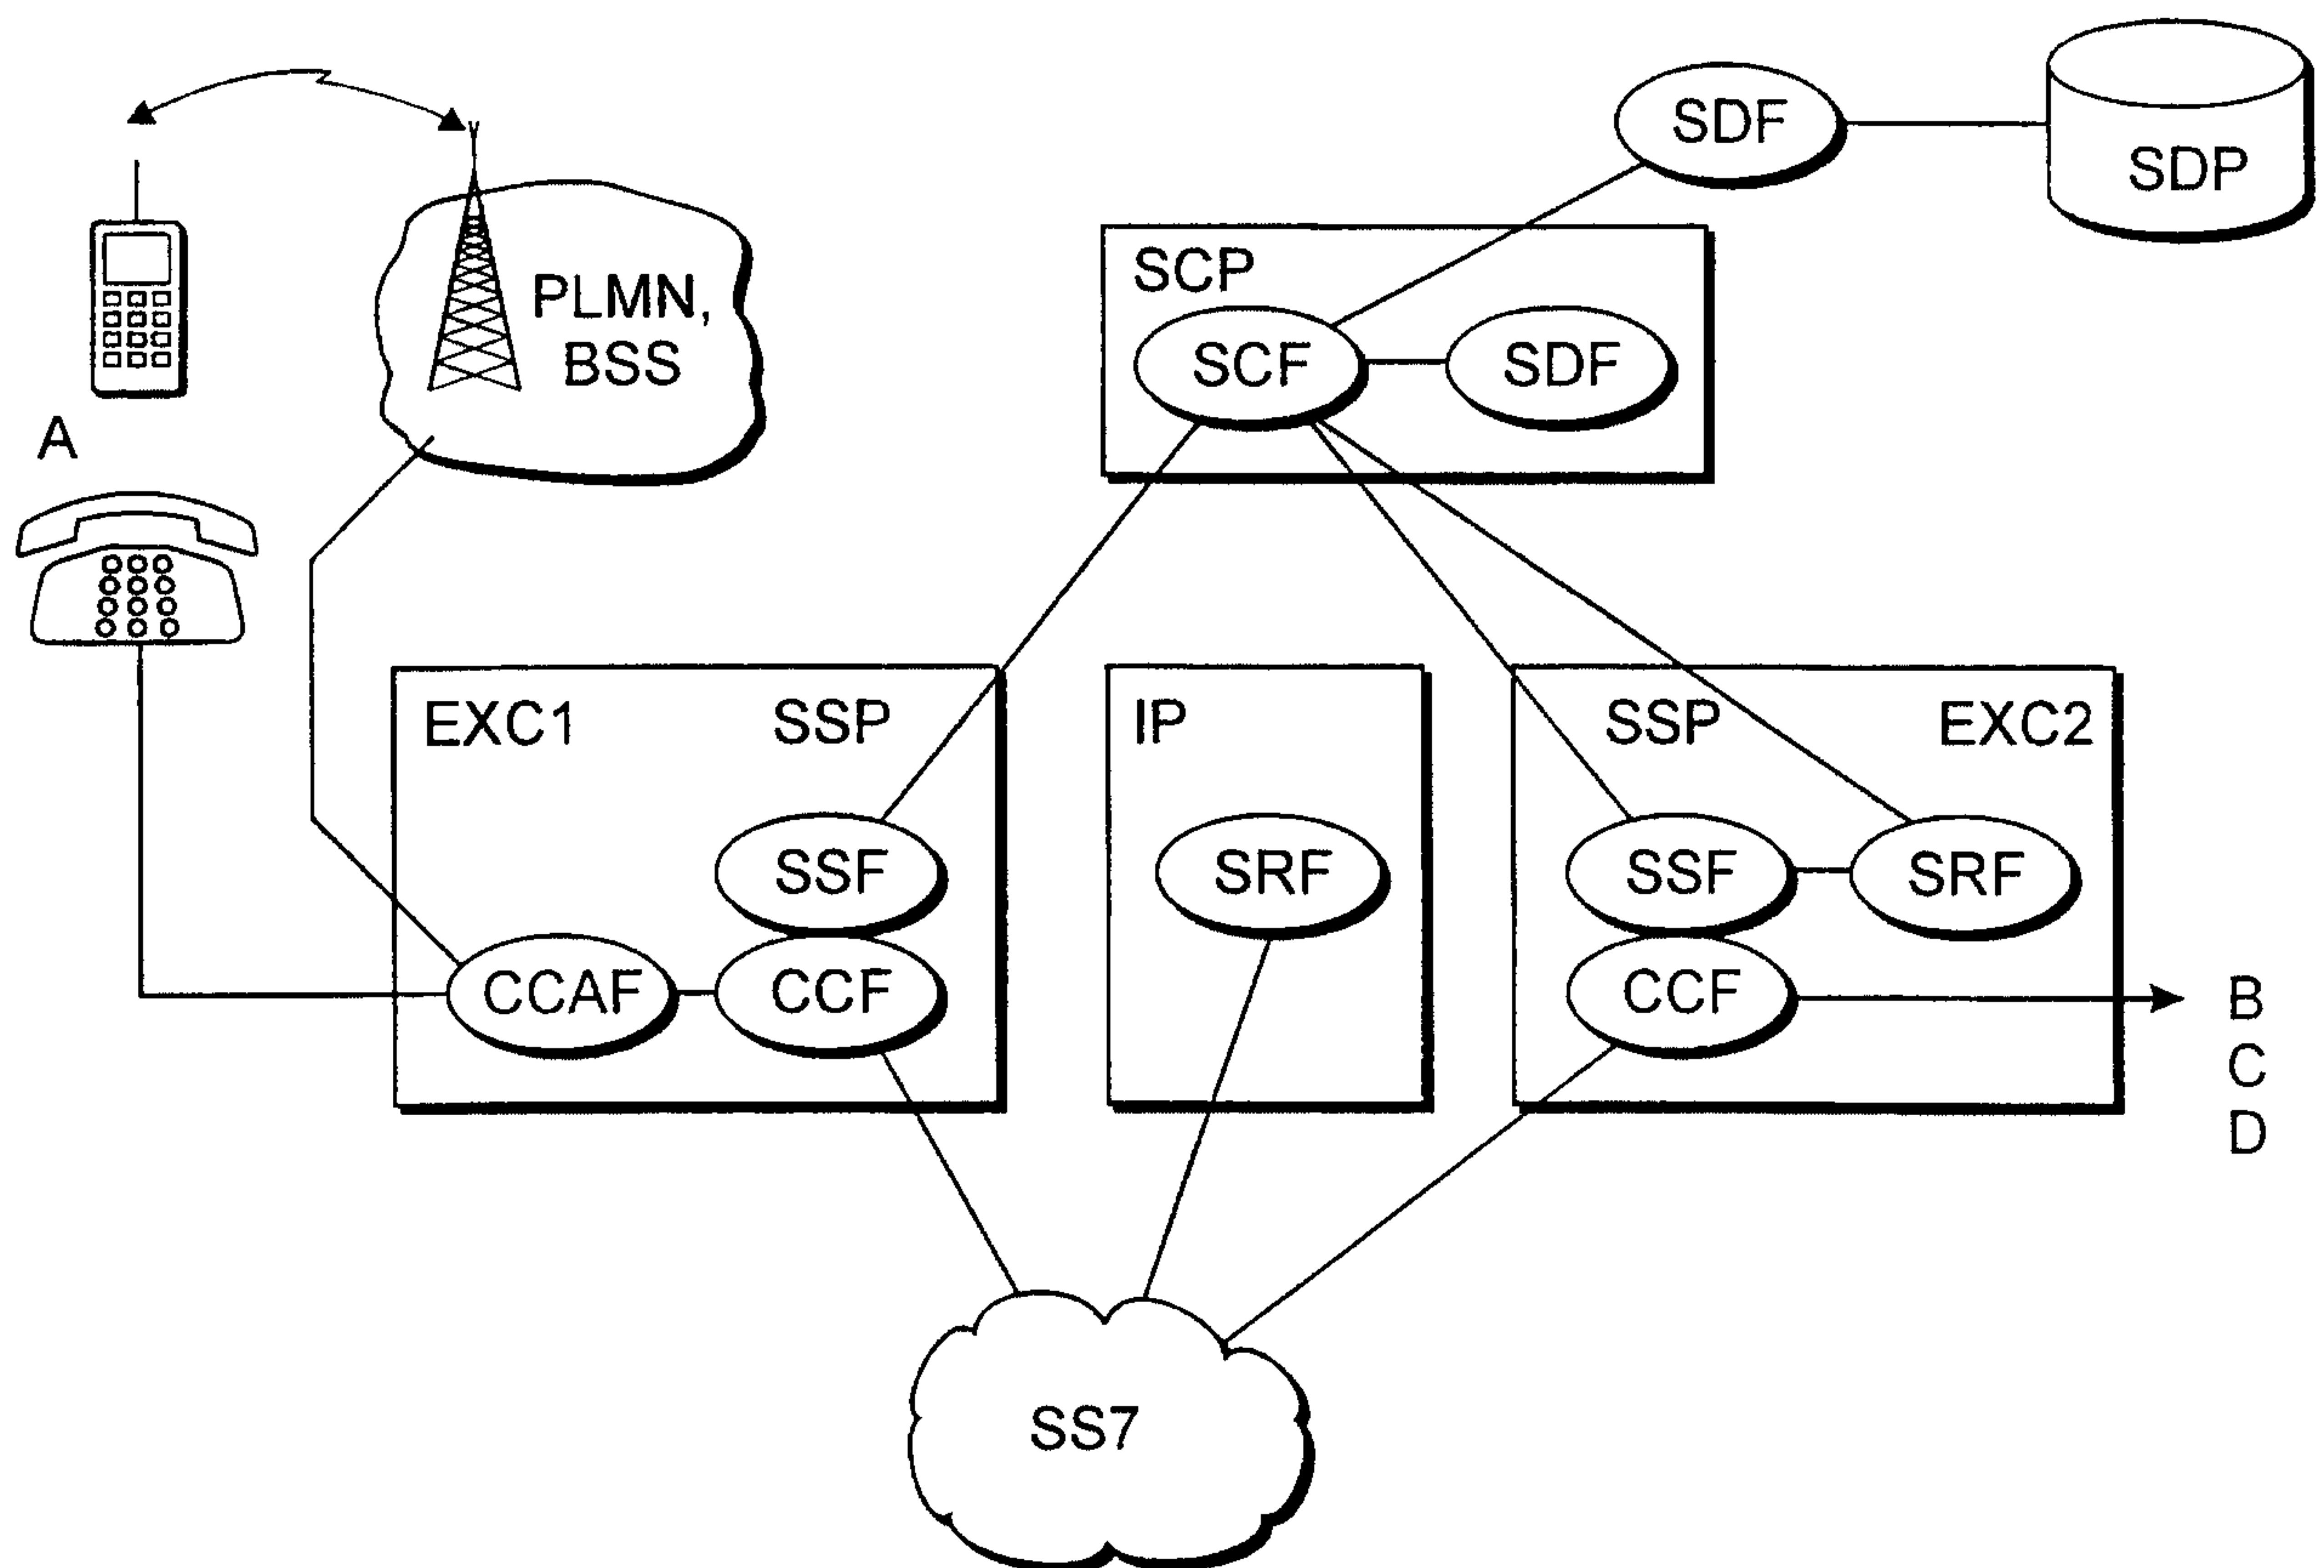 SDF
SDP
SCP
PLMN,
BSS
SCF
SDF
A
EXC1
SSP
IP
SSP
EXC2
SSF
SRF
SSF
SRF
CCAF
CCF
CCF
B
C
D
SS7